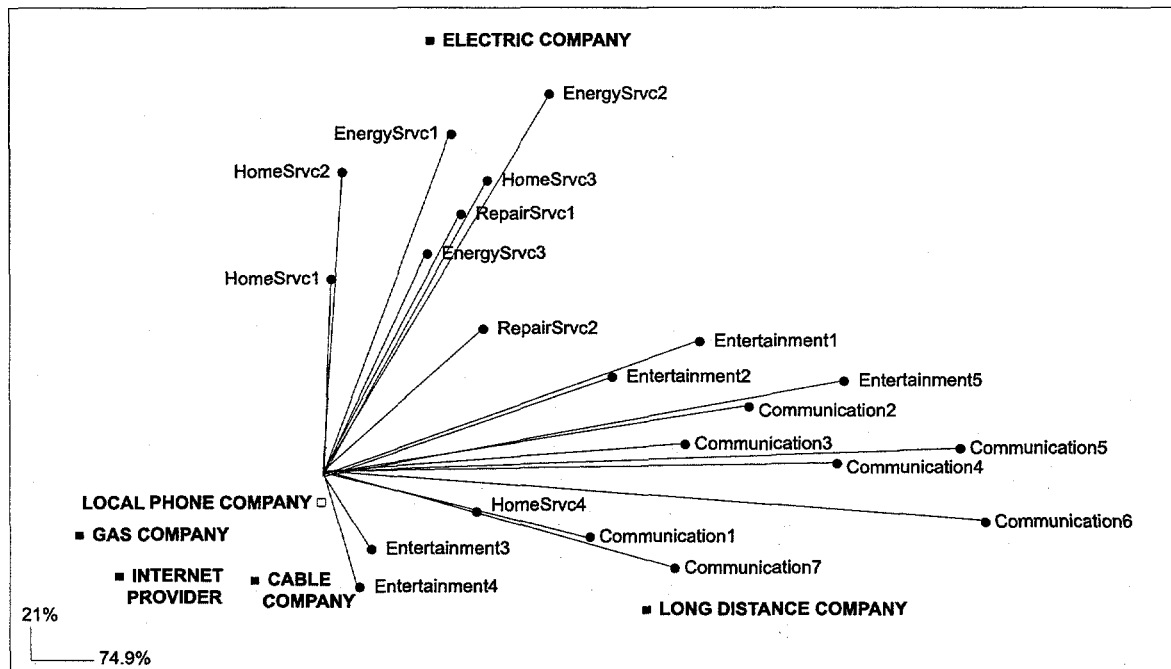 ELECTRIC COMPANY
EnergySrvc2
EnergySrvc1
HomeSrvc2
HomeSrvc3
RepairSrvc1
EnergySrvc3
HomeSrvc1
RepairSrvc2
Entertainment1
Entertainment2
Entertainment5
Communication2
Communication3
Communication5
Communication4
LOCAL PHONE COMPANY
HomeSrvc4
Communication6
GAS COMPANY
Communication1
Entertainment3
Communication7
INTERNET
PROVIDER
CABLE
COMPANY
Entertainment4
LONG DISTANCE COMPANY
21%
74.9%